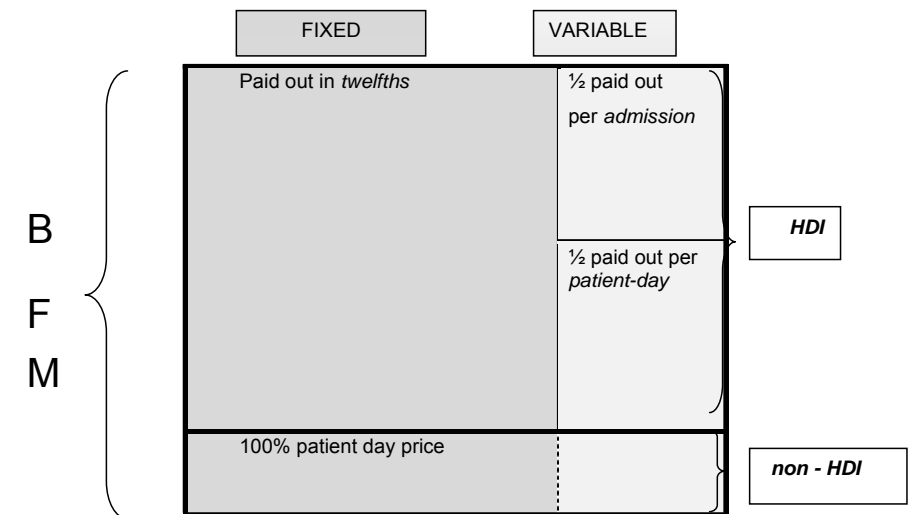 FIXED
VARIABLE
Paid out in twelfths
½ paid out
per admission
B
F
M
HDI
½ paid out per
patient-day
100% patient day price
non - HDI